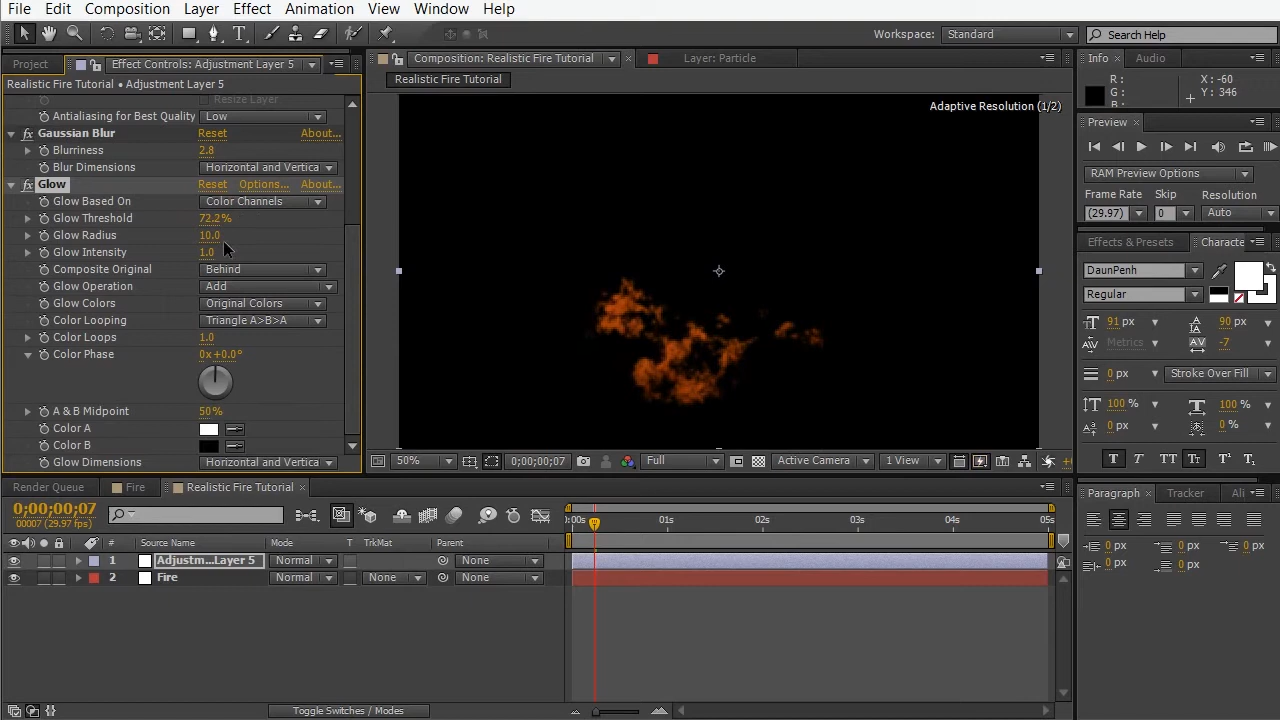 File Edit Composition Layer Effect Animation View Window Help
Workspace: Standard Search Help
Project Effect Controls: Adjustment Layer 5
Realistic Fire Tutorial • Adjustment Layer 5
Resize Layer
Antialiasing for Best Quality Low
fx Gaussian Blur Reset About...
Blurriness 2.8
Blur Dimensions Horizontal and Vertica
fx Glow Reset Options... About...
Glow Based On Color Channels
Glow Threshold 72.2%
Glow Radius 10.0
Glow Intensity 1.0
Composite Original Behind
Glow Operation Add
Glow Colors Original Colors
Color Looping Triangle A>B>A
Color Loops 1.0
Color Phase 0x+0.0°
A & B Midpoint 50%
Color A
Color B
Glow Dimensions Horizontal and Vertica
Composition: Realistic Fire Tutorial Layer: Particle
Realistic Fire Tutorial
Adaptive Resolution (1/2)
50% 0;00;00;07 Full Active Camera 1 View
Info Audio
R: X: -60
G: Y: 346
B:
Preview
RAM Preview Options
Frame Rate Skip Resolution
(29.97) 0 Auto
Effects & Presets Characte
DaunPenh
Regular
91 px 90 px
Metrics -7
0 px Stroke Over Fill
100 % 100 %
0 px 0 %
T T TT Tt T¹ T₁
Paragraph Tracker Ali
0 px 0 px 0 px
0 px 0 px
Render Queue Fire Realistic Fire Tutorial
0;00;00;07
00007 (29.97 fps)
:00s 01s 02s 03s 04s 05s
# Source Name Mode T TrkMat Parent
1 Adjustm...Layer 5 Normal None
2 Fire Normal None None
Toggle Switches / Modes